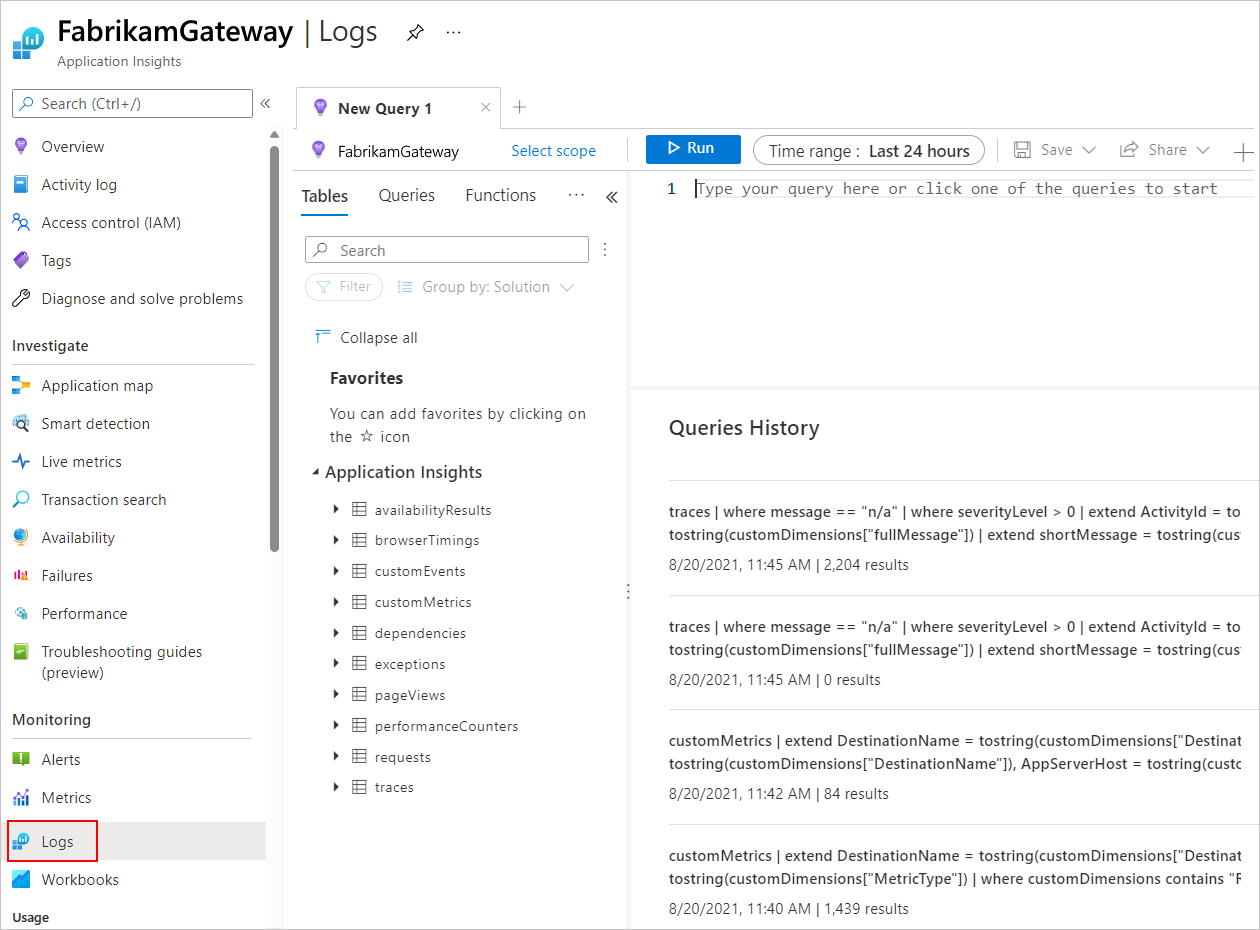 FabrikamGateway | Logs
Application Insights
Search (Ctrl+/)
Overview
Activity log
Access control (IAM)
Tags
Diagnose and solve problems
Investigate
Application map
Smart detection
Live metrics
Transaction search
Availability
Failures
Performance
Troubleshooting guides
(preview)
Monitoring
Alerts
Metrics
Logs
Workbooks
Usage
New Query 1
FabrikamGateway
Select scope
Run
Time range : Last 24 hours
Save
Share
Tables
Queries
Functions
Search
Filter
Group by: Solution
Collapse all
Favorites
You can add favorites by clicking on
the ☆ icon
Application Insights
availabilityResults
browserTimings
customEvents
customMetrics
dependencies
exceptions
pageViews
performanceCounters
requests
traces
1 Type your query here or click one of the queries to start
Queries History
traces | where message == "n/a" | where severityLevel > 0 | extend ActivityId = to
tostring(customDimensions["fullMessage"]) | extend shortMessage = tostring(cus
8/20/2021, 11:45 AM | 2,204 results
traces | where message == "n/a" | where severityLevel > 0 | extend ActivityId = to
tostring(customDimensions["fullMessage"]) | extend shortMessage = tostring(cus
8/20/2021, 11:45 AM | 0 results
customMetrics | extend DestinationName = tostring(customDimensions["Destinat
tostring(customDimensions["DestinationName"]), AppServerHost = tostring(custo
8/20/2021, 11:42 AM | 84 results
customMetrics | extend DestinationName = tostring(customDimensions["Destinat
tostring(customDimensions["MetricType"]) | where customDimensions contains "R
8/20/2021, 11:40 AM | 1,439 results